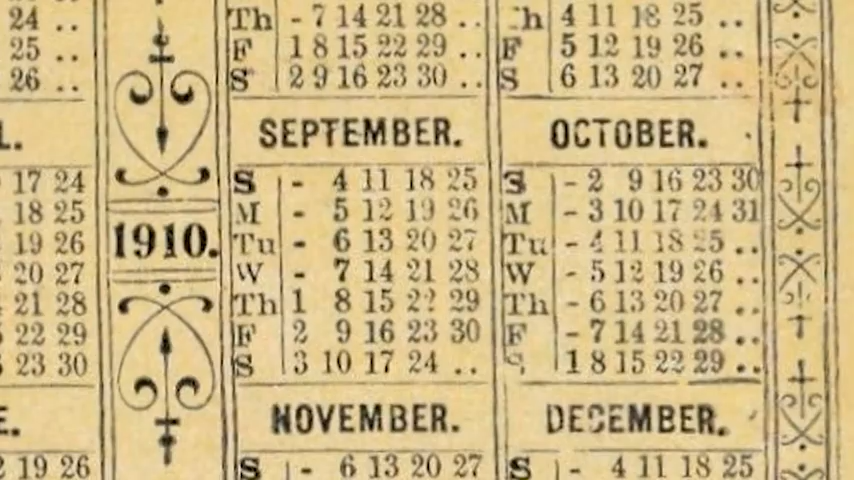 24 ..
25 ..
26 ..
L.
17 24
18 25
19 26
20 27
21 28
22 29
23 30
E.
19 26
1910.
Th - 7 14 21 28 ..
F 1 8 15 22 29 ..
S 2 9 16 23 30 ..
SEPTEMBER.
S - 4 11 18 25
M - 5 12 19 26
Tu - 6 13 20 27
W - 7 14 21 28
Th 1 8 15 22 29
F 2 9 16 23 30
S 3 10 17 24 ..
NOVEMBER.
S - 6 13 20 27
Th 4 11 18 25 ..
F 5 12 19 26 ..
S 6 13 20 27 ..
OCTOBER.
S - 2 9 16 23 30
M - 3 10 17 24 31
Tu - 4 11 18 25 ..
W - 5 12 19 26 ..
Th - 6 13 20 27 ..
F - 7 14 21 28 ..
S 1 8 15 22 29 ..
DECEMBER.
S - 4 11 18 25